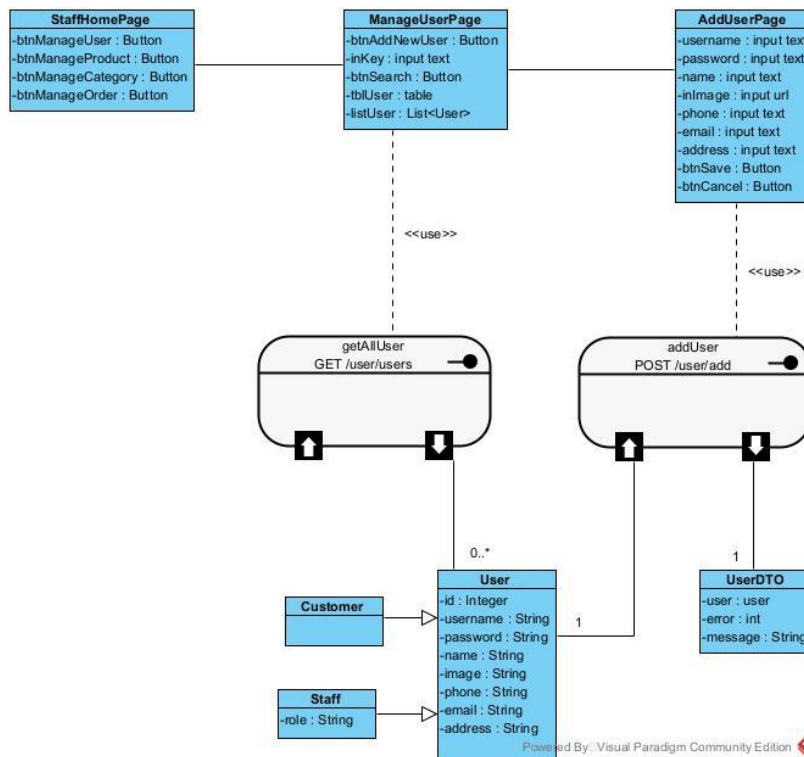 StaffHomePage
-btnManageUser : Button
-btnManageProduct : Button
-btnManageCategory : Button
-btnManageOrder : Button
ManageUserPage
-btnAddNewUser : Button
-inKey : input text
-btnSearch : Button
-tblUser : table
-listUser : List<User>
AddUserPage
-username : input text
-password : input text
-name : input text
-inImage : input url
-phone : input text
-email : input text
-address : input text
-btnSave : Button
-btnCancel : Button
<<use>>
<<use>>
getAllUser
GET /user/users
addUser
POST /user/add
0..*
1
1
Customer
Staff
-role : String
User
-id : Integer
-username : String
-password : String
-name : String
-image : String
-phone : String
-email : String
-address : String
UserDTO
-user : user
-error : int
-message : String
Powered By Visual Paradigm Community Edition